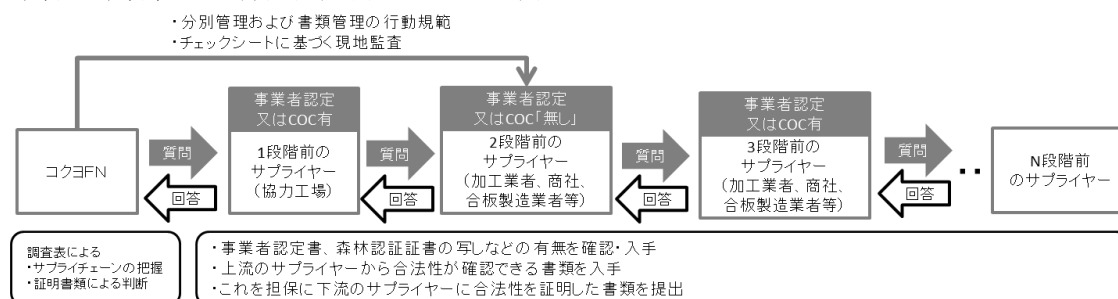 ・分別管理および書類管理の行動規範
・チェックシートに基づく現地監査
コクヨFN
質問
回答
事業者認定
又はCOC有
1段階前の
サプライヤー
（協力工場）
質問
回答
事業者認定
又はCOC「無し」
2段階前の
サプライヤー
（加工業者、商社、
合板製造業者等）
質問
回答
事業者認定
又はCOC有
3段階前の
サプライヤー
（加工業者、商社、
合板製造業者等）
質問
回答
‥
N段階前
のサプライヤー
調査表による
・サプライチェーンの把握
・証明書類による判断
・事業者認定書、森林認証証書の写しなどの有無を確認・入手
・上流のサプライヤーから合法性が確認できる書類を入手
・これを担保に下流のサプライヤーに合法性を証明した書類を提出